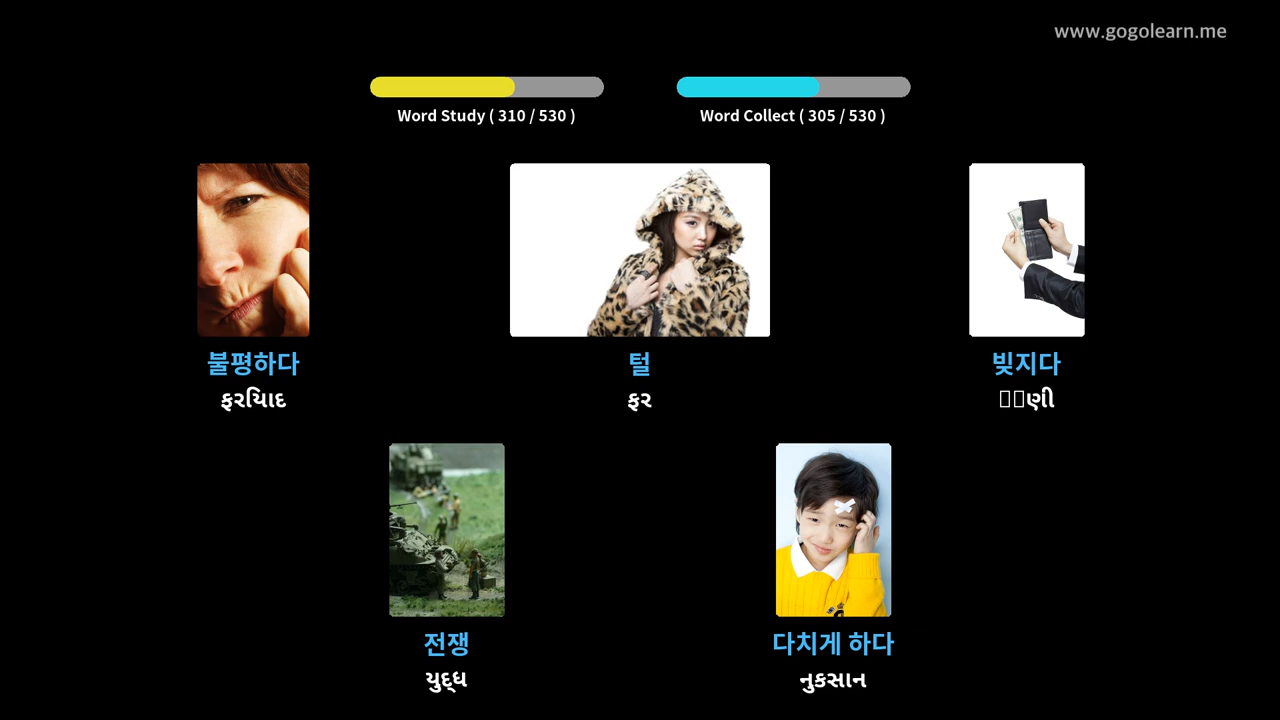 www.gogolearn.me
Word Study ( 310 / 530 )
Word Collect ( 305 / 530 )
불평하다
ફરિયાદ
털
ફર
빚지다
전쟁
યુદ્ધ
다치게 하다
નુકસાન